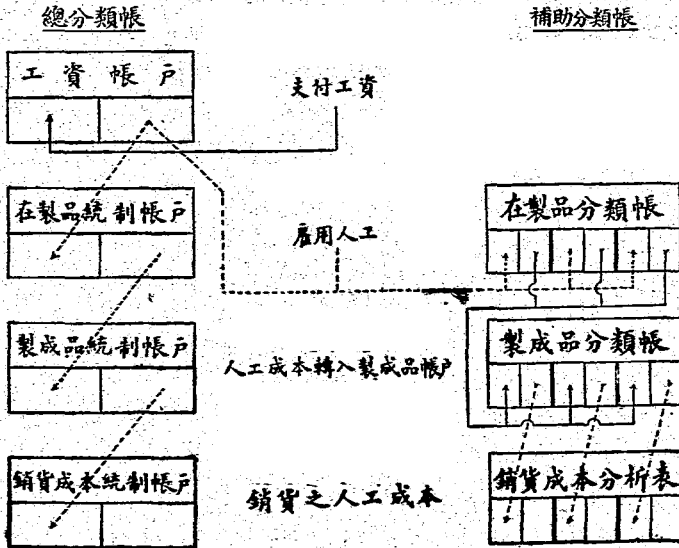 總分類帳
補助分類帳
工資帳戶
支付工資
在製品統制帳戶
雇用人工
在製品分類帳
製成品統制帳戶
人工成本轉入製成品帳戶
製成品分類帳
銷貨成本統制帳戶
銷貨之人工成本
銷貨成本分析表